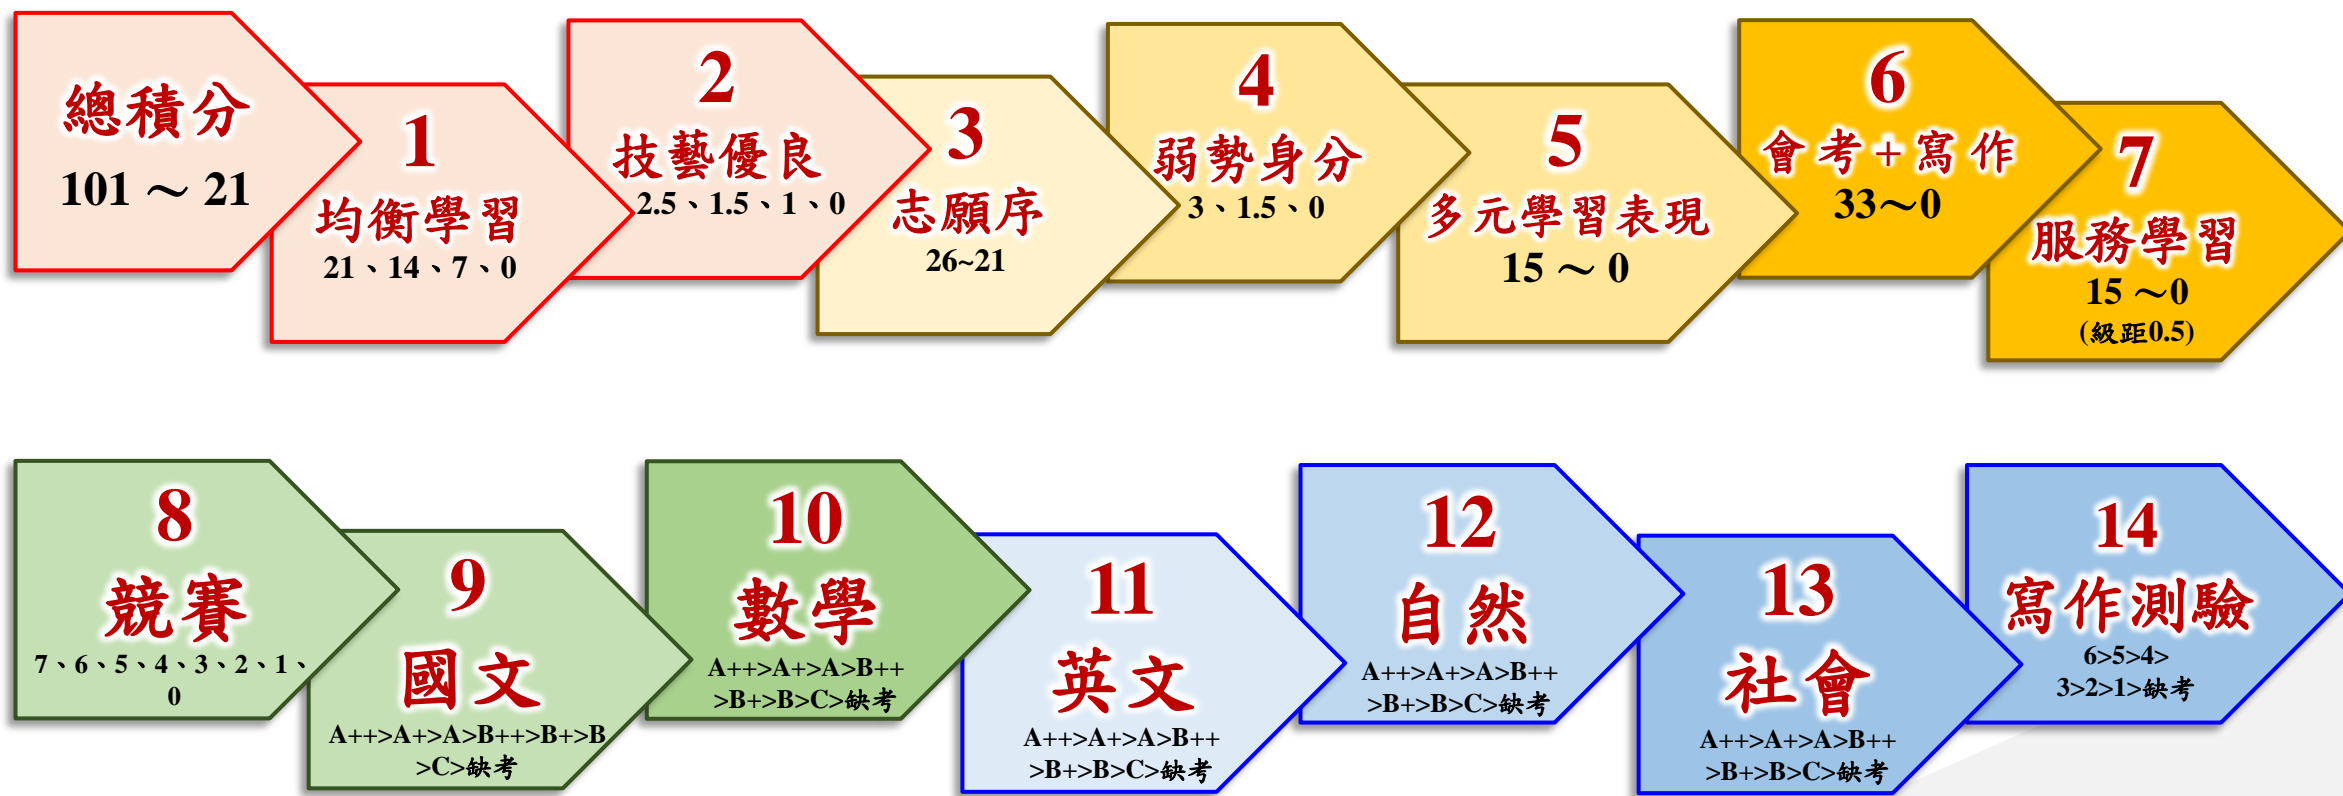 總積分
101 ～ 21
1
均衡學習
21、14、7、0
2
技藝優良
2.5、1.5、1、0
3
志願序
26~21
4
弱勢身分
3、1.5、0
5
多元學習表現
15 ～ 0
6
會考+寫作
33～0
7
服務學習
15 ～0
(級距0.5)
8
競賽
7、6、5、4、3、2、1、
0
9
國文
A++>A+>A>B++>B+>B
>C>缺考
10
數學
A++>A+>A>B++
>B+>B>C>缺考
11
英文
A++>A+>A>B++
>B+>B>C>缺考
12
自然
A++>A+>A>B++
>B+>B>C>缺考
13
社會
A++>A+>A>B++
>B+>B>C>缺考
14
寫作測驗
6>5>4>
3>2>1>缺考